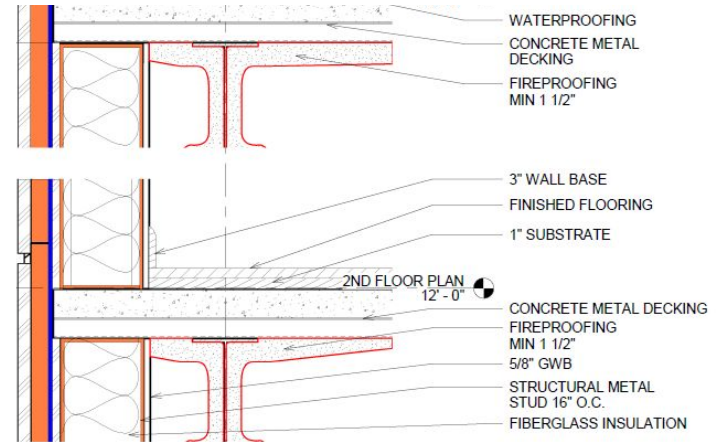 WATERPROOFING
CONCRETE METAL
DECKING
FIREPROOFING
MIN 1 1/2"
3" WALL BASE
FINISHED FLOORING
1" SUBSTRATE
2ND FLOOR PLAN
12' - 0"
CONCRETE METAL DECKING
FIREPROOFING
MIN 1 1/2"
5/8" GWB
STRUCTURAL METAL
STUD 16" O.C.
FIBERGLASS INSULATION